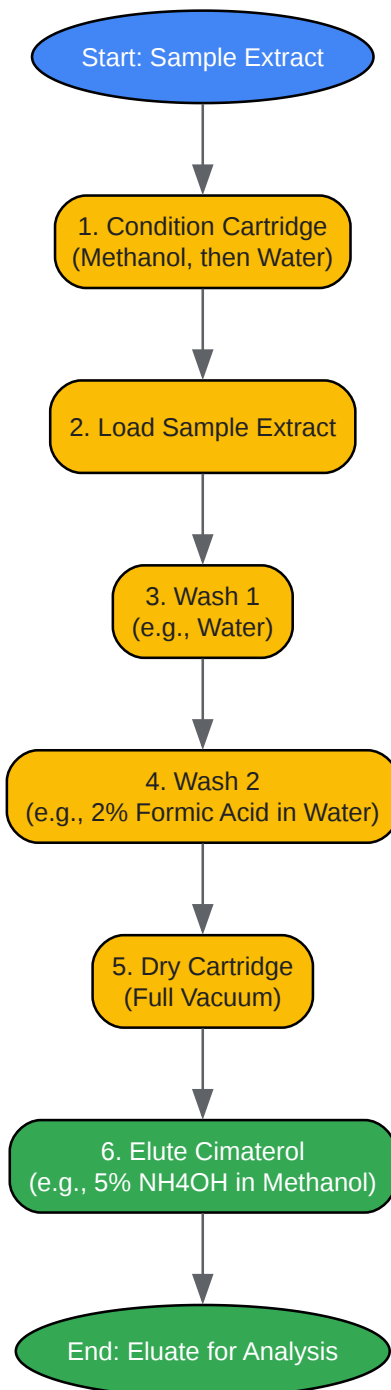 Start: Sample Extract
1. Condition Cartridge
(Methanol, then Water)
2. Load Sample Extract
3. Wash 1
(e.g., Water)
4. Wash 2
(e.g., 2% Formic Acid in Water)
5. Dry Cartridge
(Full Vacuum)
6. Elute Cimaterol
(e.g., 5% NH4OH in Methanol)
End: Eluate for Analysis